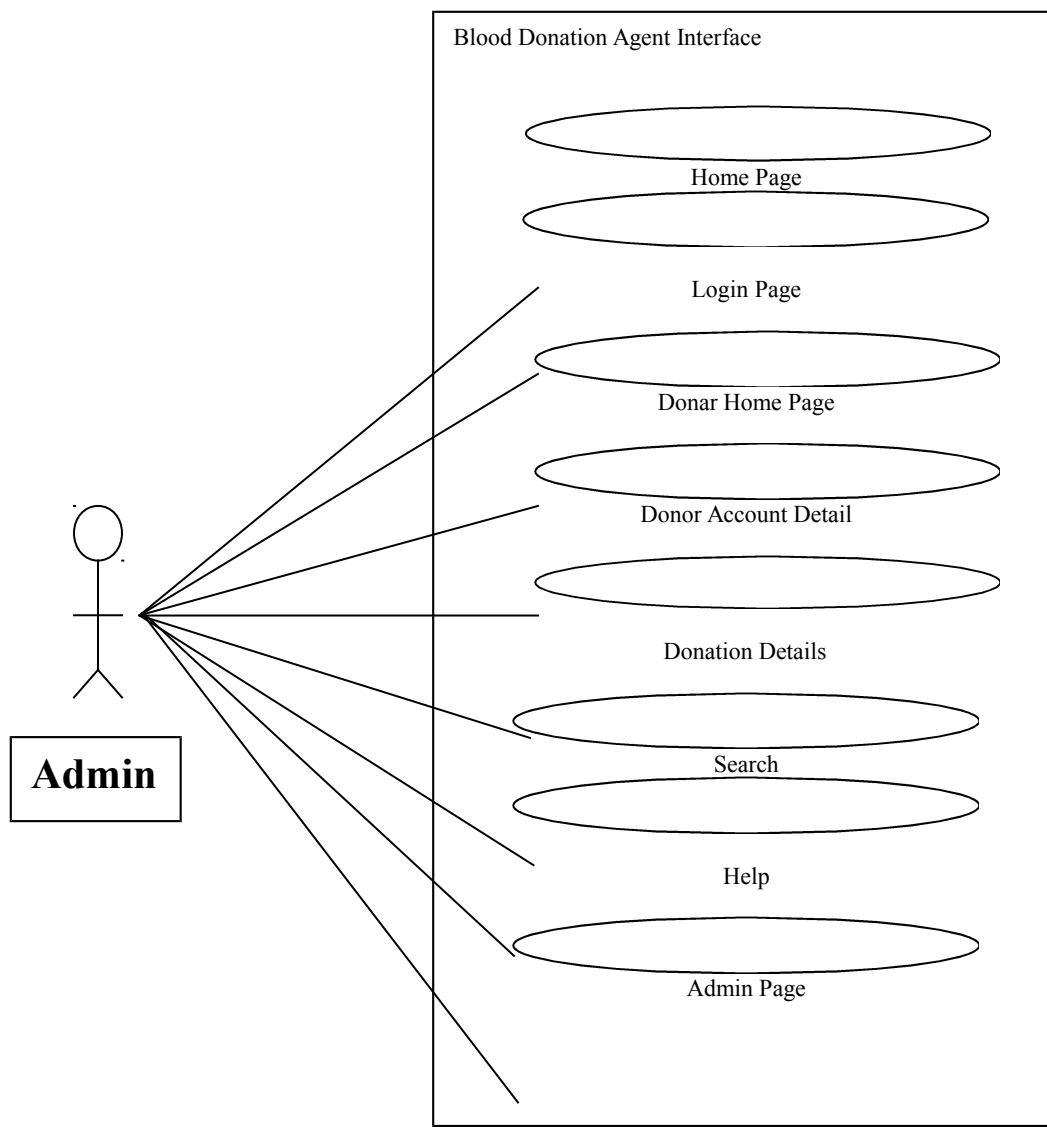 Blood Donation Agent Interface
Home Page
Login Page
Donar Home Page
Donor Account Detail
Donation Details
Search
Help
Admin Page
Admin